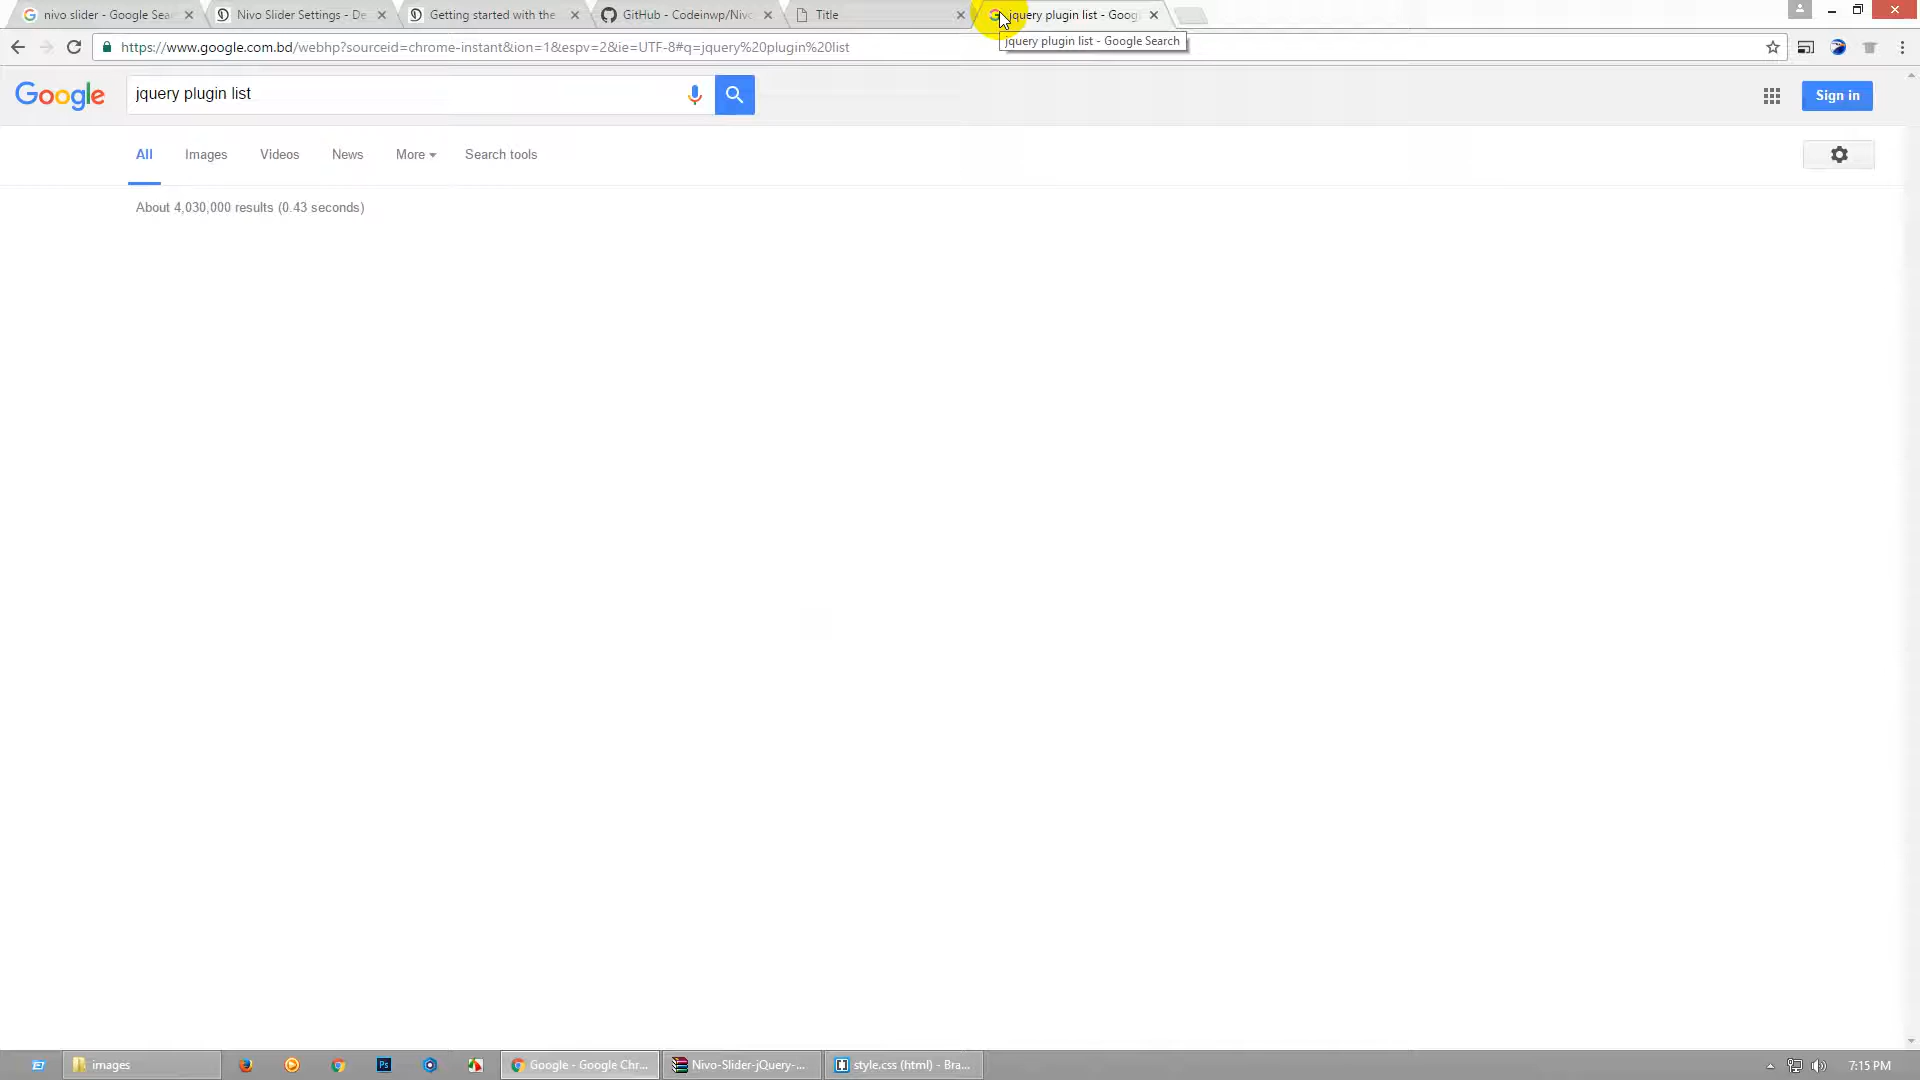 nivo slider - Google Sea
Nivo Slider Settings - De
Getting started with the
GitHub - Codeinwp/Nivo
Title
jquery plugin list - Goog
https://www.google.com.bd/webhp?sourceid=chrome-instant&ion=1&espv=2&ie=UTF-8#q=jquery%20plugin%20list
jquery plugin list - Google Search
Google
jquery plugin list
Sign in
All
Images
Videos
News
More
Search tools
About 4,030,000 results (0.43 seconds)
images
Ps
Google - Google Chr...
Nivo-Slider-jQuery-...
style.css (html) - Bra...
7:15 PM